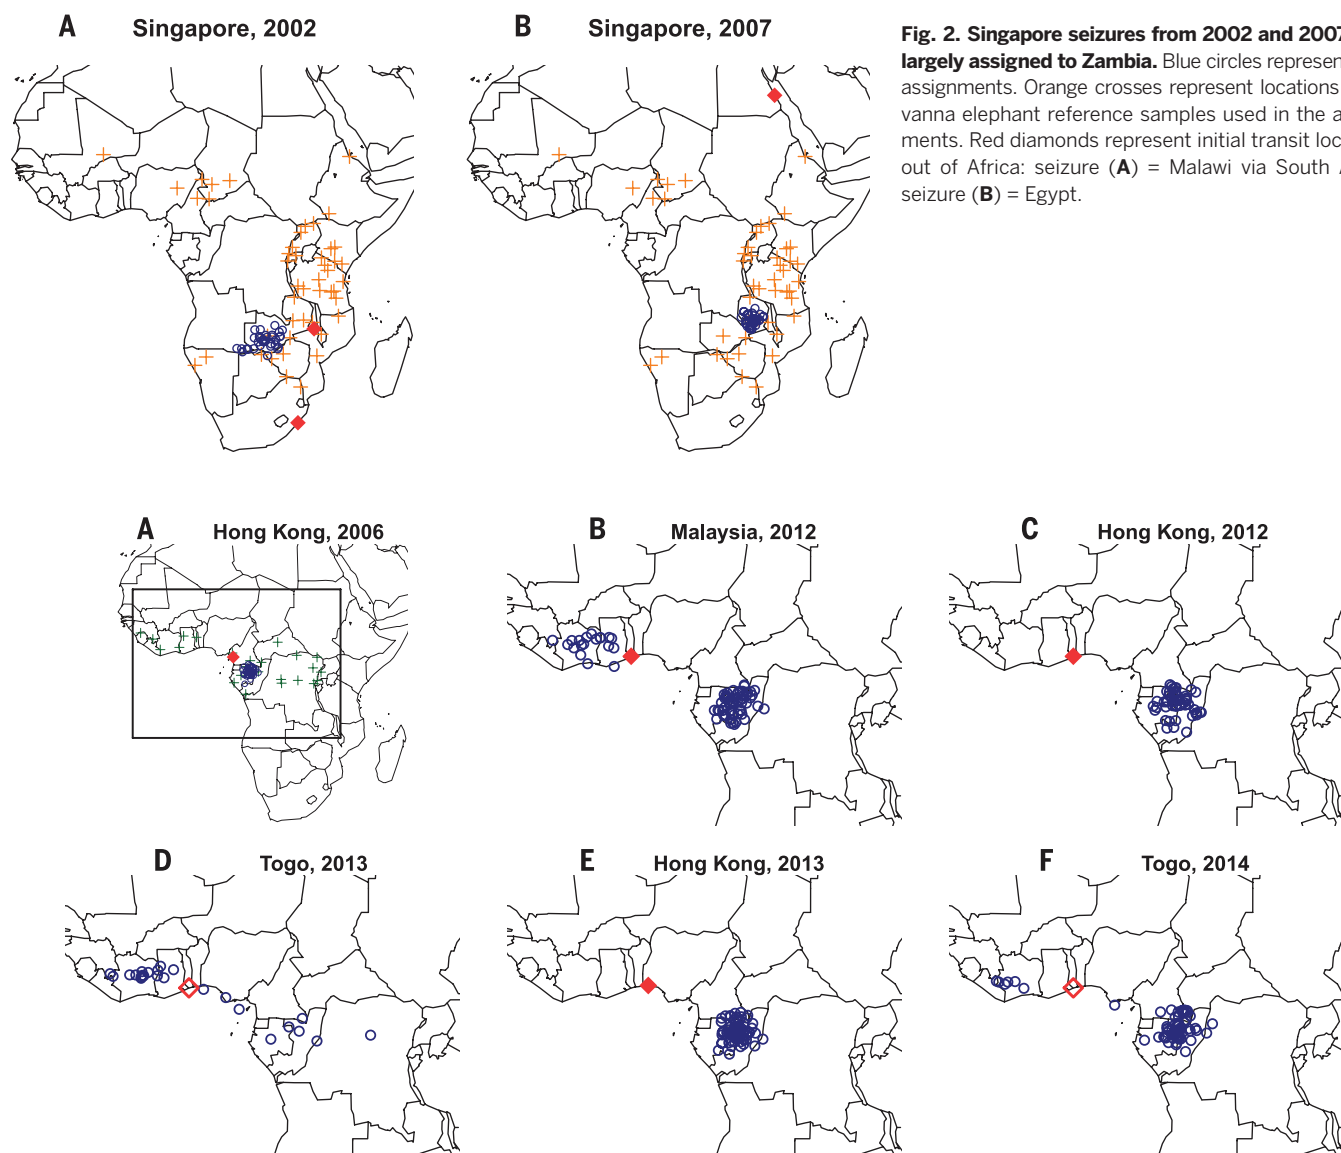 A Singapore, 2002
B Singapore, 2007
Fig. 2. Singapore seizures from 2002 and 2007
largely assigned to Zambia. Blue circles represen
assignments. Orange crosses represent locations
vanna elephant reference samples used in the a
ments. Red diamonds represent initial transit loc
out of Africa: seizure (A) = Malawi via South A
seizure (B) = Egypt.
A Hong Kong, 2006
B Malaysia, 2012
C Hong Kong, 2012
D Togo, 2013
E Hong Kong, 2013
F Togo, 2014